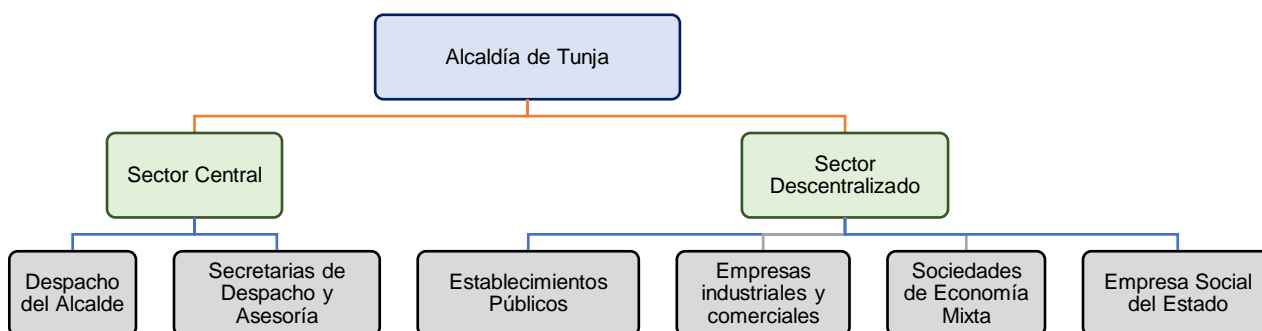 Alcaldía de Tunja
Sector Central
Sector
Descentralizado
Despacho
del Alcalde
Secretarias de
Despacho y
Asesoría
Establecimientos
Públicos
Empresas
industriales y
comerciales
Sociedades
de Economía
Mixta
Empresa Social
del Estado